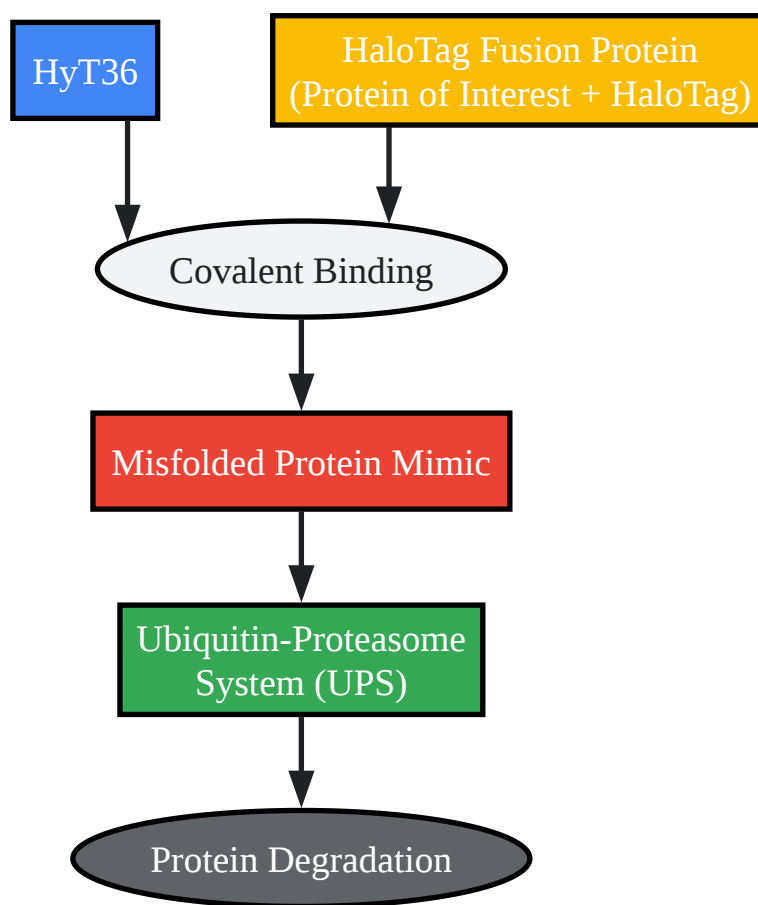 HyT36
HaloTag Fusion Protein
(Protein of Interest + HaloTag)
Covalent Binding
Misfolded Protein Mimic
Ubiquitin-Proteasome
System (UPS)
Protein Degradation